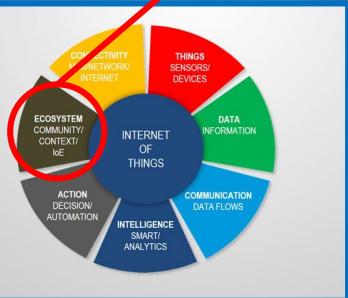 CONNECTIVITY
NETWORK/
INTERNET
THINGS
SENSORS/
DEVICES
DATA
INFORMATION
COMMUNICATION
DATA FLOWS
INTELLIGENCE
SMART/
ANALYTICS
ACTION
DECISION/
AUTOMATION
ECOSYSTEM
COMMUNITY/
CONTEXT/
IoE
INTERNET
OF
THINGS